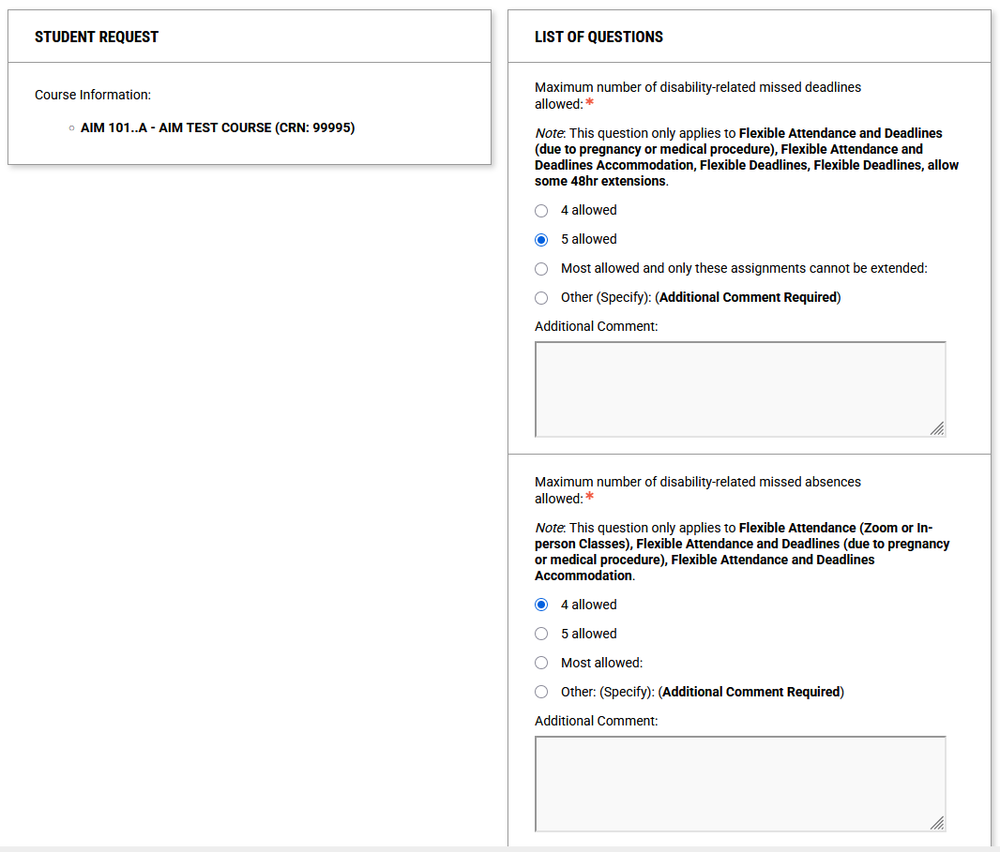 STUDENT REQUEST
Course Information:
AIM 101..A - AIM TEST COURSE (CRN: 99995)
LIST OF QUESTIONS
Maximum number of disability-related missed deadlines
allowed:*
Note: This question only applies to Flexible Attendance and Deadlines
(due to pregnancy or medical procedure), Flexible Attendance and
Deadlines Accommodation, Flexible Deadlines, Flexible Deadlines, allow
some 48hr extensions.
4 allowed
5 allowed
Most allowed and only these assignments cannot be extended:
Other (Specify): (Additional Comment Required)
Additional Comment:
Maximum number of disability-related missed absences
allowed:*
Note: This question only applies to Flexible Attendance (Zoom or In-
person Classes), Flexible Attendance and Deadlines (due to pregnancy
or medical procedure), Flexible Attendance and Deadlines
Accommodation.
4 allowed
5 allowed
Most allowed:
Other: (Specify): (Additional Comment Required)
Additional Comment: